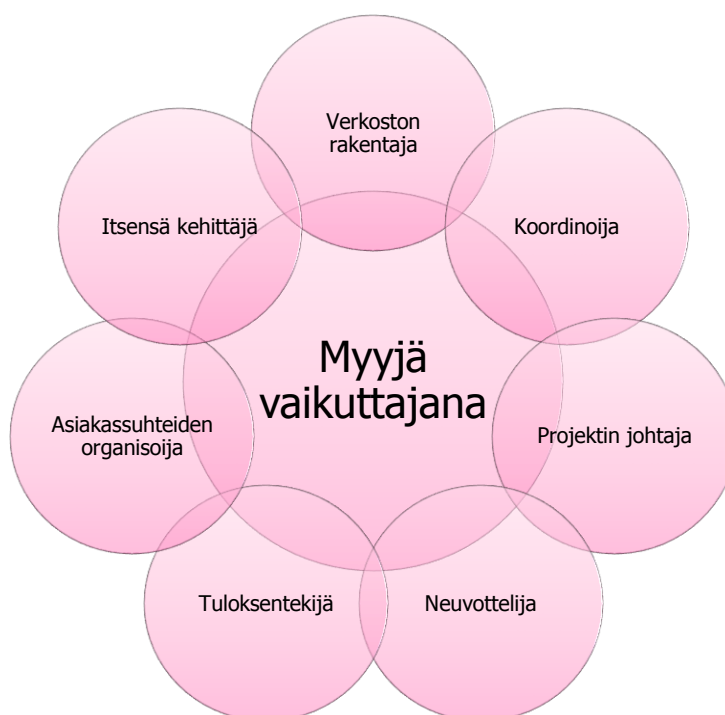 Verkoston
rakentaja
Koordinoija
Projektin johtaja
Neuvottelija
Tuloksentekijä
Asiakassuhteiden
organisoija
Itsensä kehittäjä
Myyjä
vaikuttajana